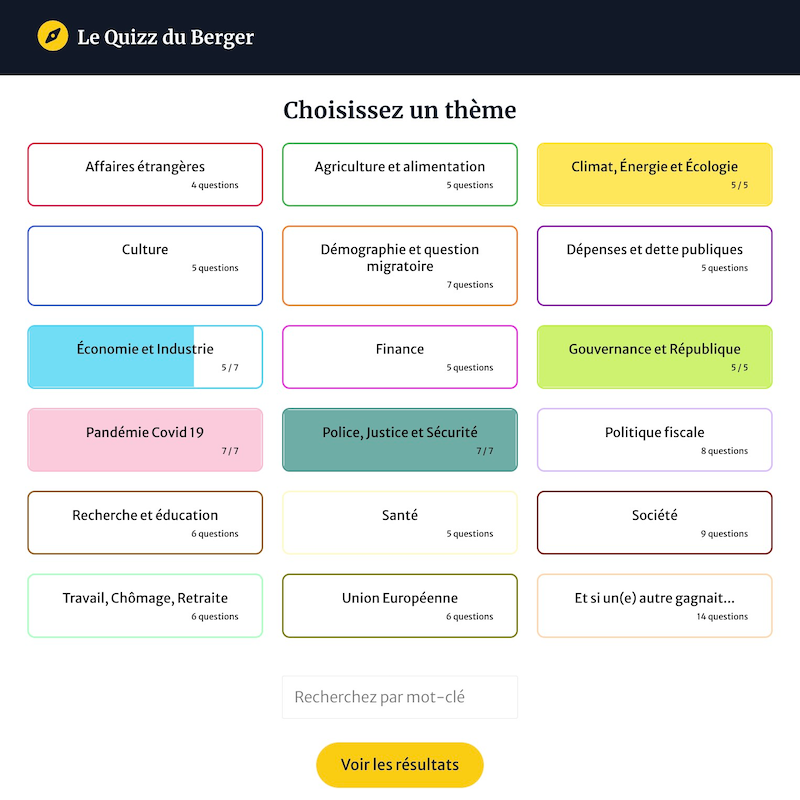 Le Quizz du Berger
Choisissez un thème
Affaires étrangères
4 questions
Agriculture et alimentation
5 questions
Climat, Énergie et Écologie
5 / 5
Culture
5 questions
Démographie et question
migratoire
7 questions
Dépenses et dette publiques
5 questions
Économie et Industrie
5 / 7
Finance
5 questions
Gouvernance et République
5 / 5
Pandémie Covid 19
7 / 7
Police, Justice et Sécurité
7 / 7
Politique fiscale
8 questions
Recherche et éducation
6 questions
Santé
5 questions
Société
9 questions
Travail, Chômage, Retraite
6 questions
Union Européenne
6 questions
Et si un(e) autre gagnait...
14 questions
Recherchez par mot-clé
Voir les résultats